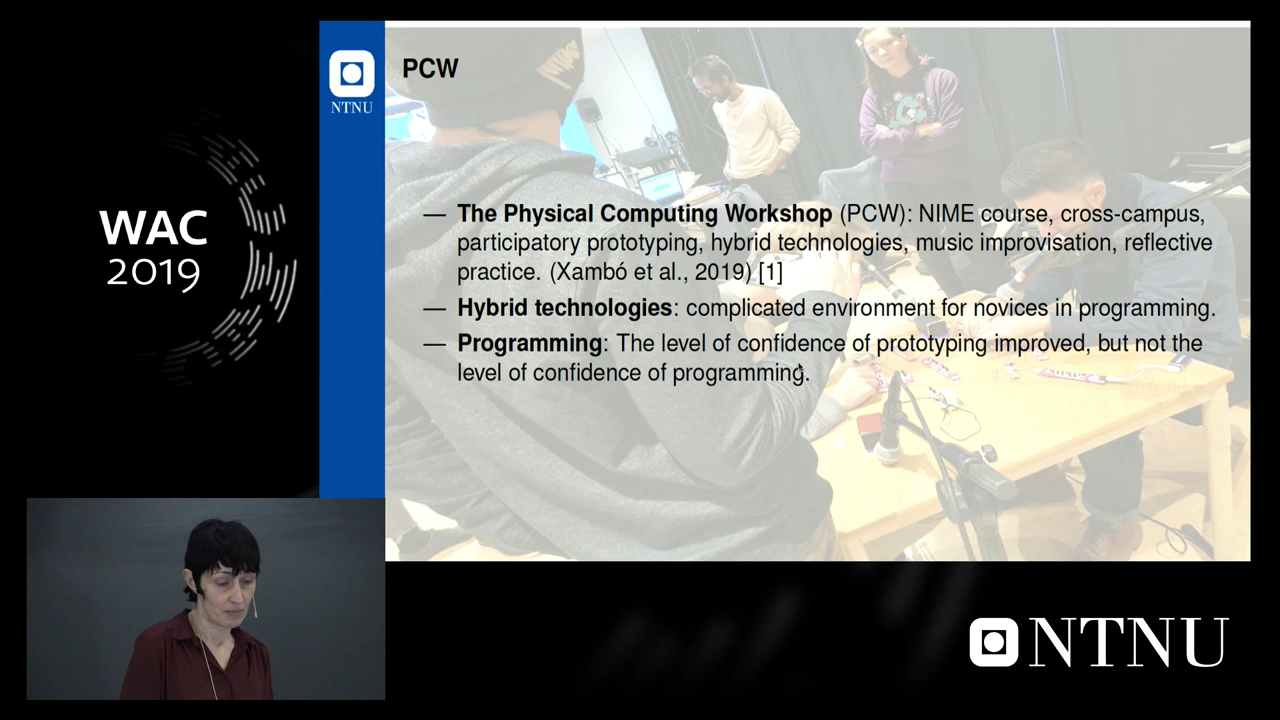 NTNU
PCW
WAC
2019
— The Physical Computing Workshop (PCW): NIME course, cross-campus,
participatory prototyping, hybrid technologies, music improvisation, reflective
practice. (Xambó et al., 2019) [1]
— Hybrid technologies: complicated environment for novices in programming.
— Programming: The level of confidence of prototyping improved, but not the
level of confidence of programming.
NTNU